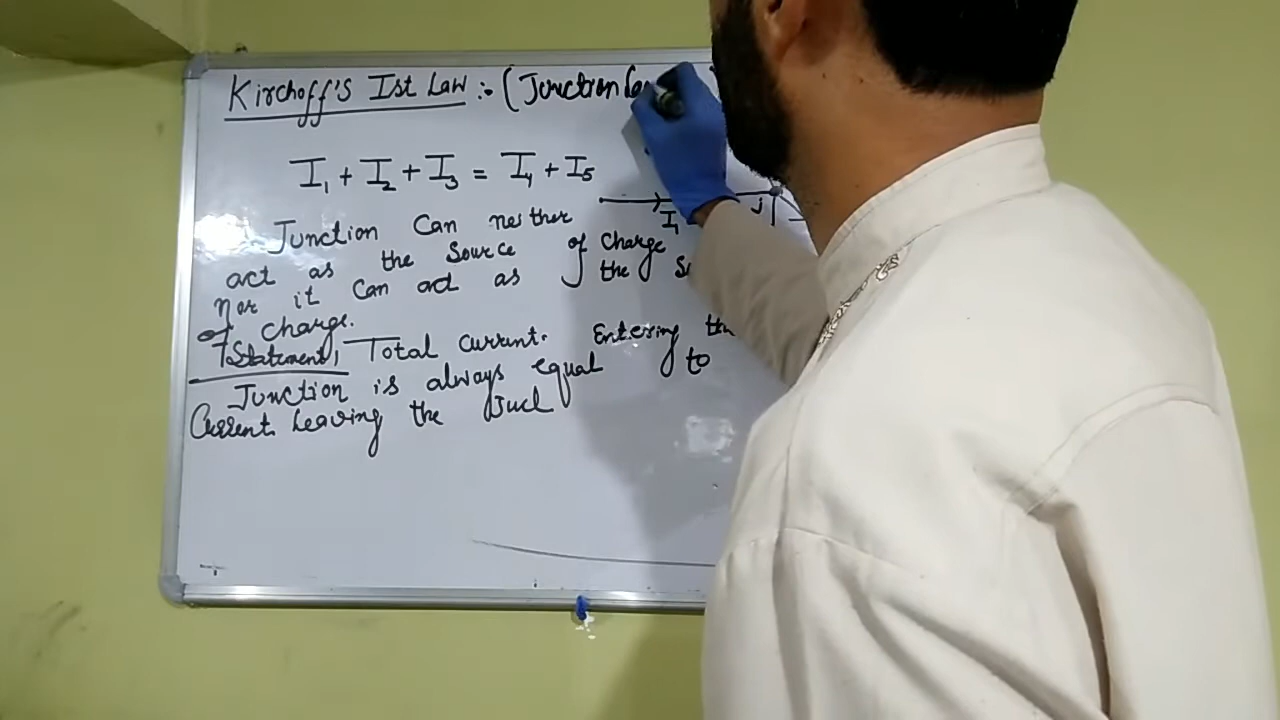 Kirchoff's Ist Law :- (Junction Law
I₁ + I₂ + I₃ = I₄ + I₅
I₁ J
Junction Can neither
act as the Source of Charge
nor it Can act as the
of charge.
Statement; Total current. Entering the
Junction is always equal to
Current Leaving the